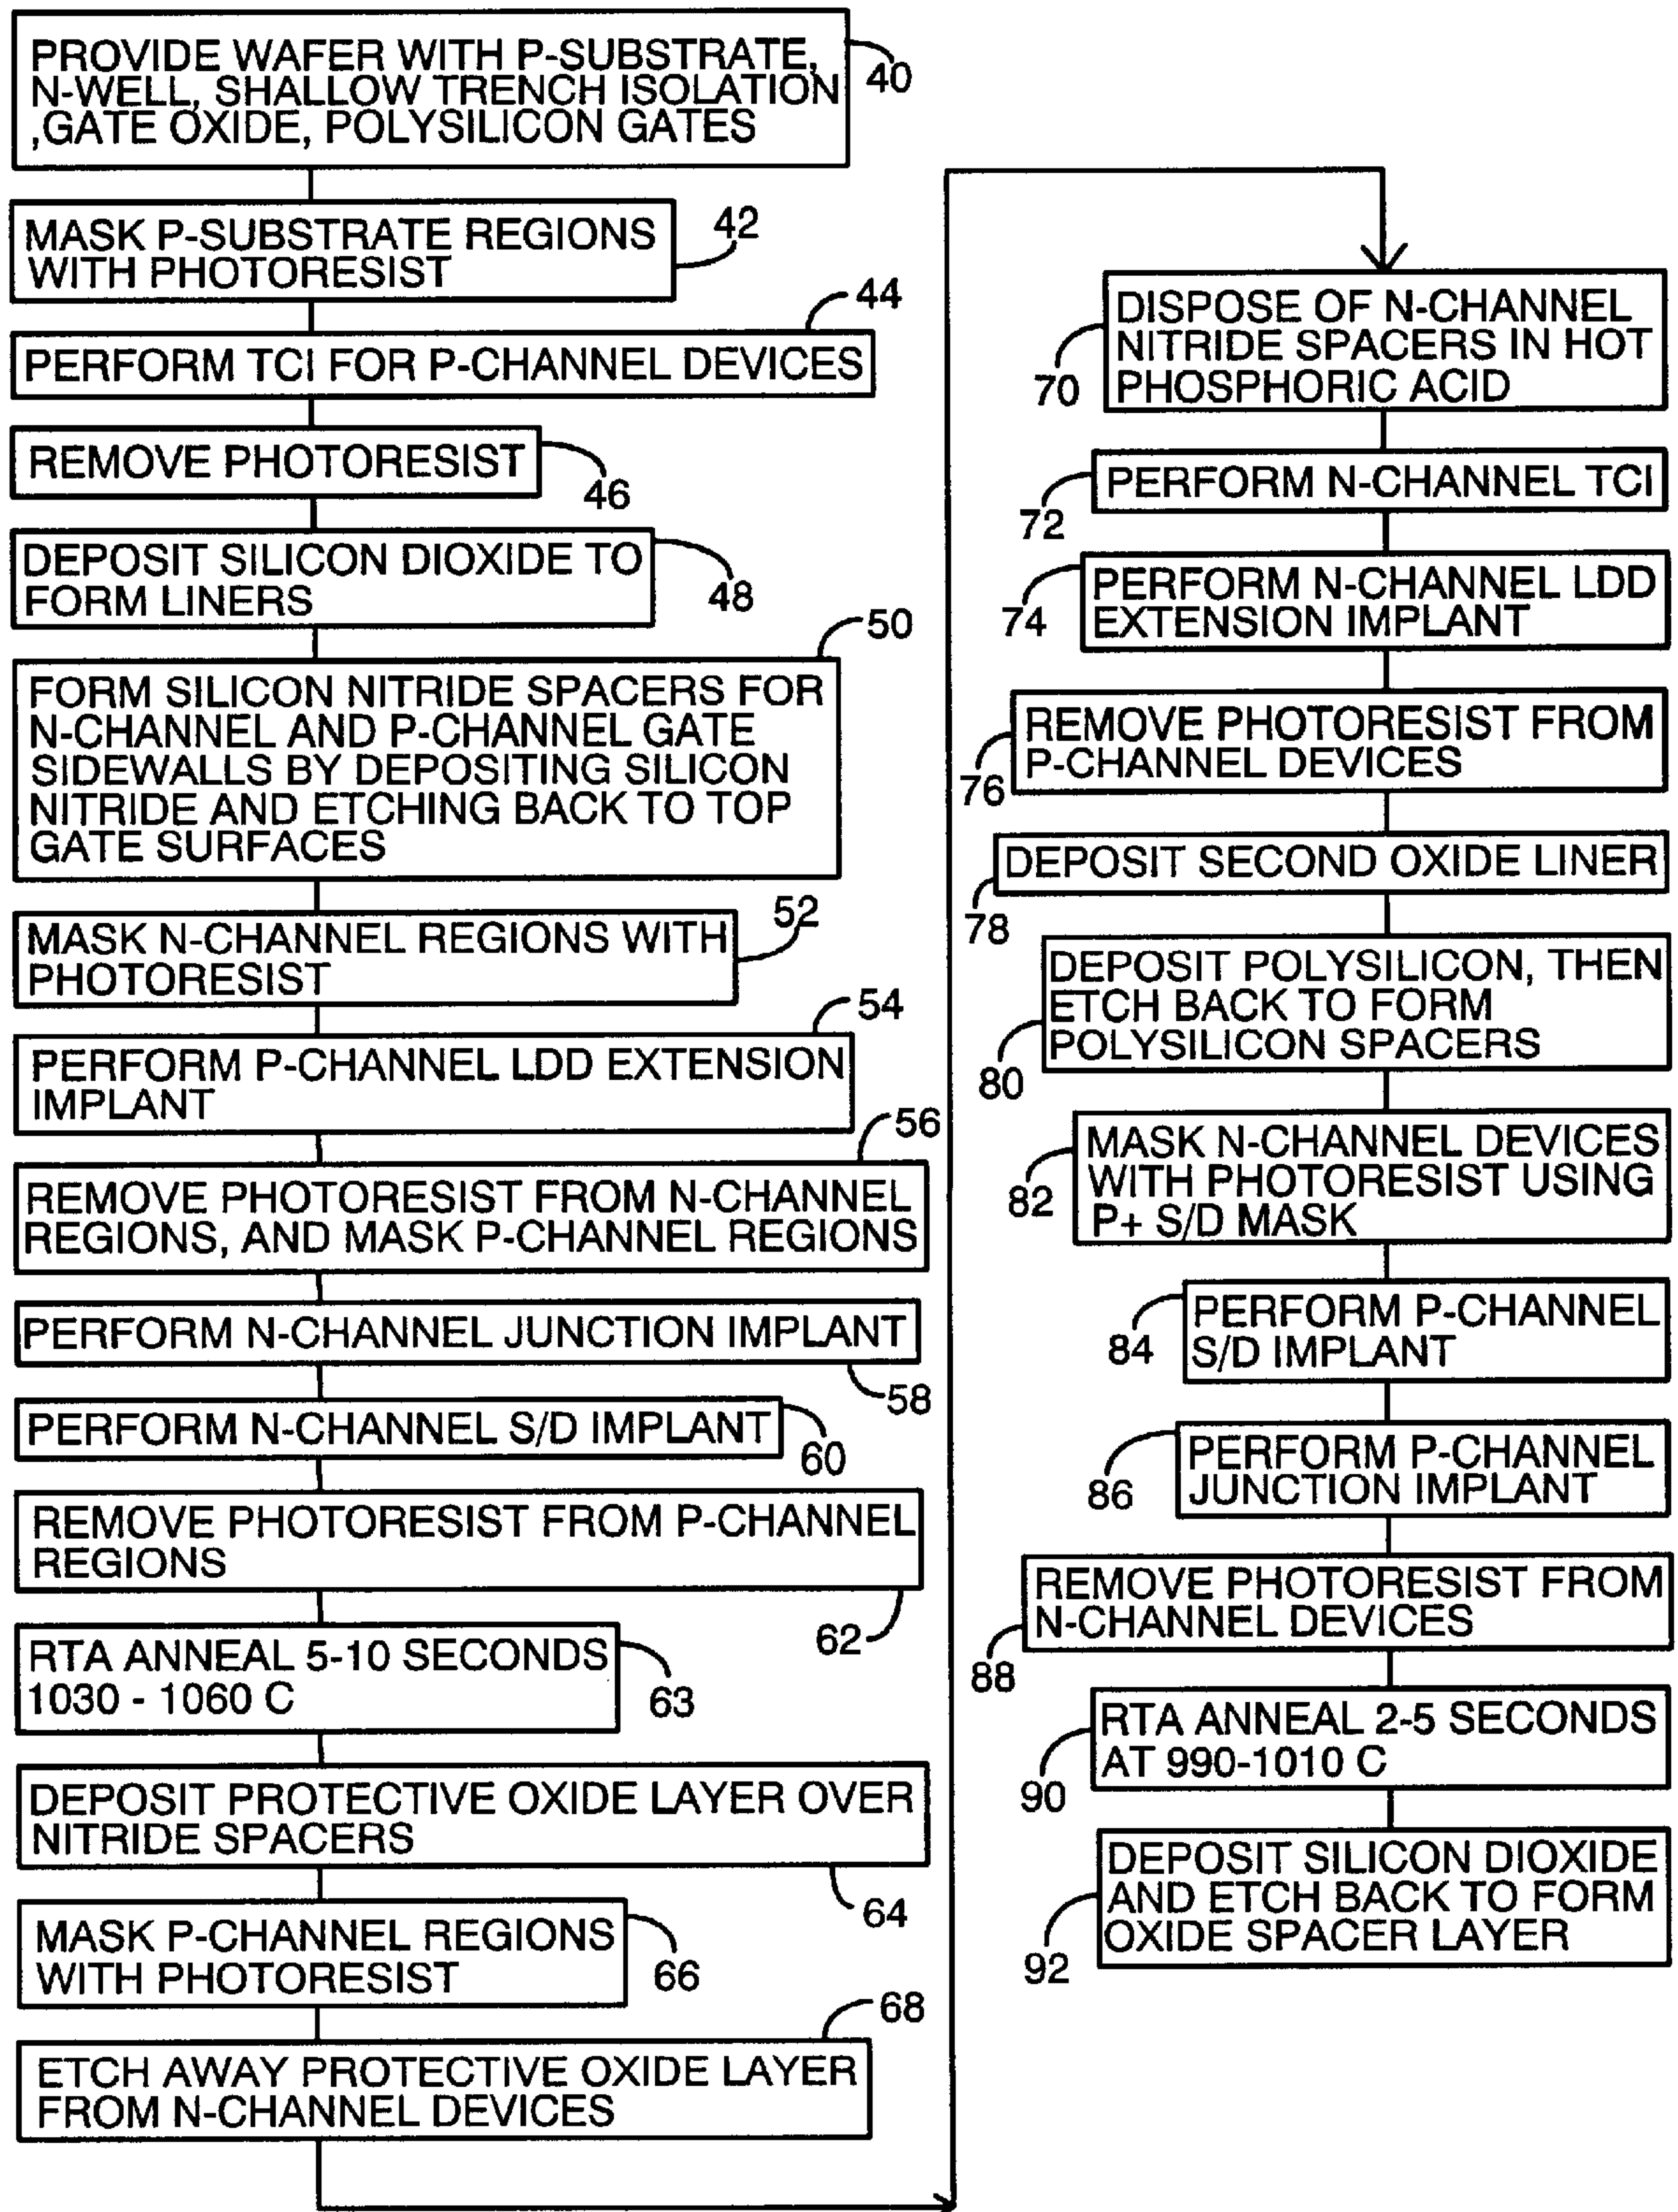 PROVIDE WAFER WITH P-SUBSTRATE,
N-WELL, SHALLOW TRENCH ISOLATION
,GATE OXIDE, POLYSILICON GATES
40
MASK P-SUBSTRATE REGIONS
WITH PHOTORESIST
42
PERFORM TCI FOR P-CHANNEL DEVICES
44
REMOVE PHOTORESIST
46
DEPOSIT SILICON DIOXIDE TO
FORM LINERS
48
FORM SILICON NITRIDE SPACERS FOR
N-CHANNEL AND P-CHANNEL GATE
SIDEWALLS BY DEPOSITING SILICON
NITRIDE AND ETCHING BACK TO TOP
GATE SURFACES
50
MASK N-CHANNEL REGIONS WITH
PHOTORESIST
52
PERFORM P-CHANNEL LDD EXTENSION
IMPLANT
54
REMOVE PHOTORESIST FROM N-CHANNEL
REGIONS, AND MASK P-CHANNEL REGIONS
56
PERFORM N-CHANNEL JUNCTION IMPLANT
58
PERFORM N-CHANNEL S/D IMPLANT
60
REMOVE PHOTORESIST FROM P-CHANNEL
REGIONS
62
RTA ANNEAL 5-10 SECONDS
1030 - 1060 C
63
DEPOSIT PROTECTIVE OXIDE LAYER OVER
NITRIDE SPACERS
64
MASK P-CHANNEL REGIONS
WITH PHOTORESIST
66
ETCH AWAY PROTECTIVE OXIDE LAYER
FROM N-CHANNEL DEVICES
68
DISPOSE OF N-CHANNEL
NITRIDE SPACERS IN HOT
PHOSPHORIC ACID
70
PERFORM N-CHANNEL TCI
72
PERFORM N-CHANNEL LDD
EXTENSION IMPLANT
74
REMOVE PHOTORESIST FROM
P-CHANNEL DEVICES
76
DEPOSIT SECOND OXIDE LINER
78
DEPOSIT POLYSILICON, THEN
ETCH BACK TO FORM
POLYSILICON SPACERS
80
MASK N-CHANNEL DEVICES
WITH PHOTORESIST USING
P+ S/D MASK
82
PERFORM P-CHANNEL
S/D IMPLANT
84
PERFORM P-CHANNEL
JUNCTION IMPLANT
86
REMOVE PHOTORESIST FROM
N-CHANNEL DEVICES
88
RTA ANNEAL 2-5 SECONDS
AT 990-1010 C
90
DEPOSIT SILICON DIOXIDE
AND ETCH BACK TO FORM
OXIDE SPACER LAYER
92